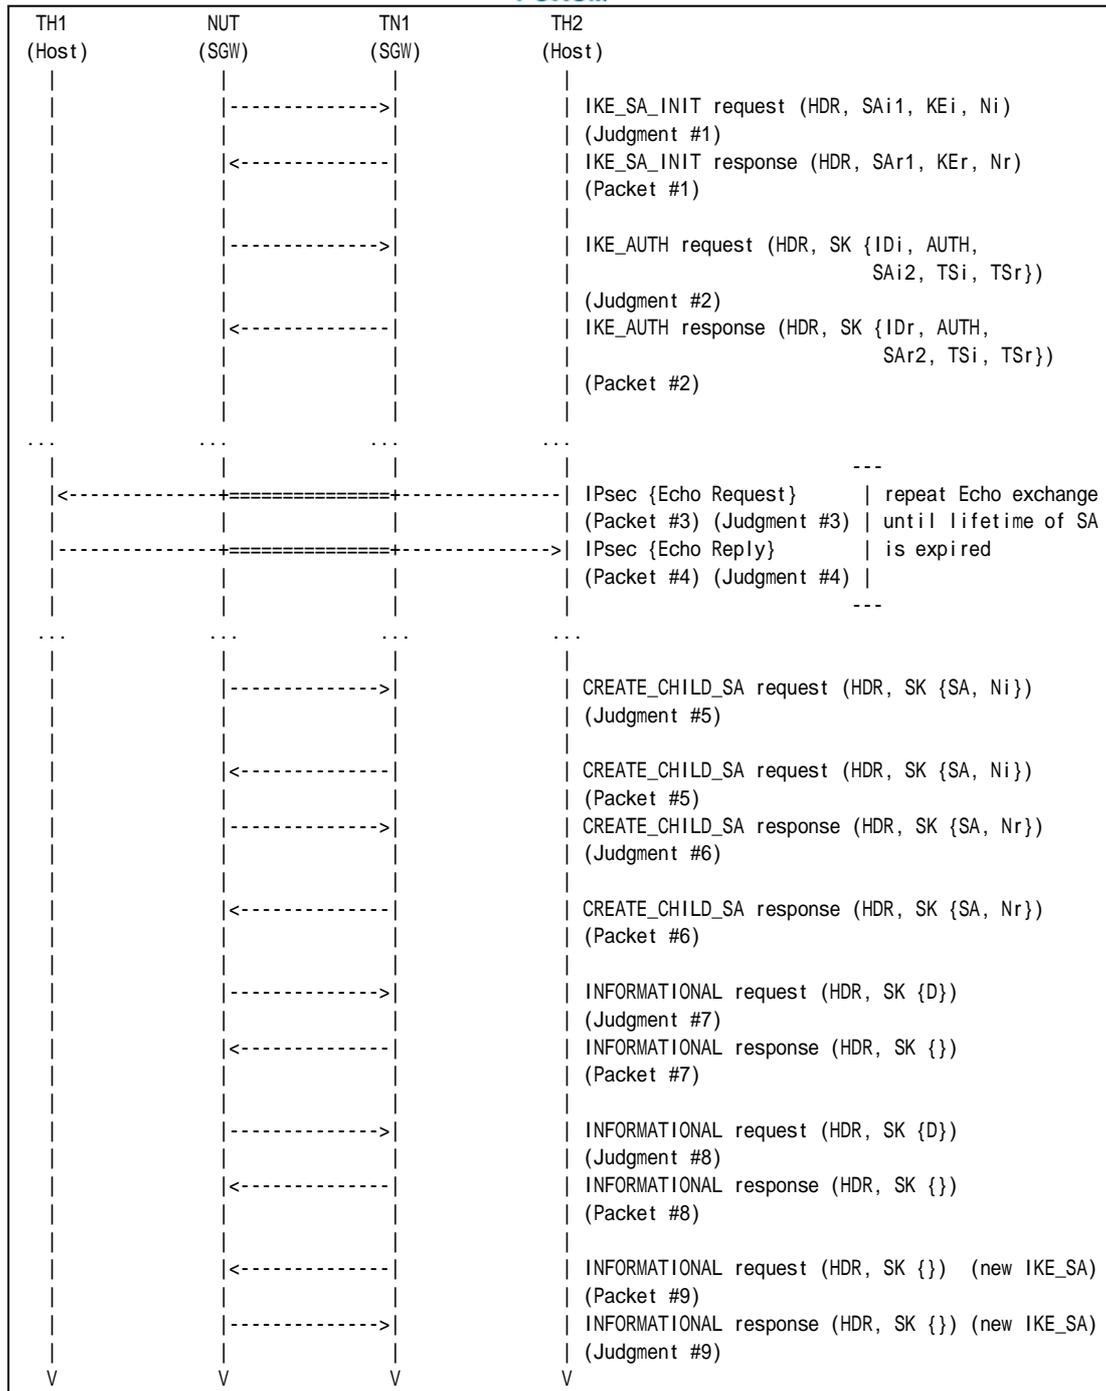 TH1 NUT TN1 TH2
(Host) (SGW) (SGW) (Host)
| | | |
| |-------------->| | IKE_SA_INIT request (HDR, SAi1, KEi, Ni)
| | | | (Judgment #1)
| |<--------------| | IKE_SA_INIT response (HDR, SAr1, KEr, Nr)
| | | | (Packet #1)
| | | |
| |-------------->| | IKE_AUTH request (HDR, SK {IDi, AUTH,
| | | | SAi2, TSi, TSr})
| | | | (Judgment #2)
| |<--------------| | IKE_AUTH response (HDR, SK {IDr, AUTH,
| | | | SAr2, TSi, TSr})
| | | | (Packet #2)
| | | |
... ... ... ...
| | | | ---
|<--------------+===============+---------------| IPsec {Echo Request} | repeat Echo exchange
| | | | (Packet #3) (Judgment #3) | until lifetime of SA
|---------------+===============+-------------->| IPsec {Echo Reply} | is expired
| | | | (Packet #4) (Judgment #4) |
| | | | ---
... ... ... ...
| | | |
| |-------------->| | CREATE_CHILD_SA request (HDR, SK {SA, Ni})
| | | | (Judgment #5)
| | | |
| |<--------------| | CREATE_CHILD_SA request (HDR, SK {SA, Ni})
| | | | (Packet #5)
| |-------------->| | CREATE_CHILD_SA response (HDR, SK {SA, Nr})
| | | | (Judgment #6)
| | | |
| |<--------------| | CREATE_CHILD_SA response (HDR, SK {SA, Nr})
| | | | (Packet #6)
| | | |
| |-------------->| | INFORMATIONAL request (HDR, SK {D})
| | | | (Judgment #7)
| |<--------------| | INFORMATIONAL response (HDR, SK {})
| | | | (Packet #7)
| | | |
| |-------------->| | INFORMATIONAL request (HDR, SK {D})
| | | | (Judgment #8)
| |<--------------| | INFORMATIONAL response (HDR, SK {})
| | | | (Packet #8)
| | | |
| |<--------------| | INFORMATIONAL request (HDR, SK {}) (new IKE_SA)
| | | | (Packet #9)
| |-------------->| | INFORMATIONAL response (HDR, SK {}) (new IKE_SA)
| | | | (Judgment #9)
V V V V